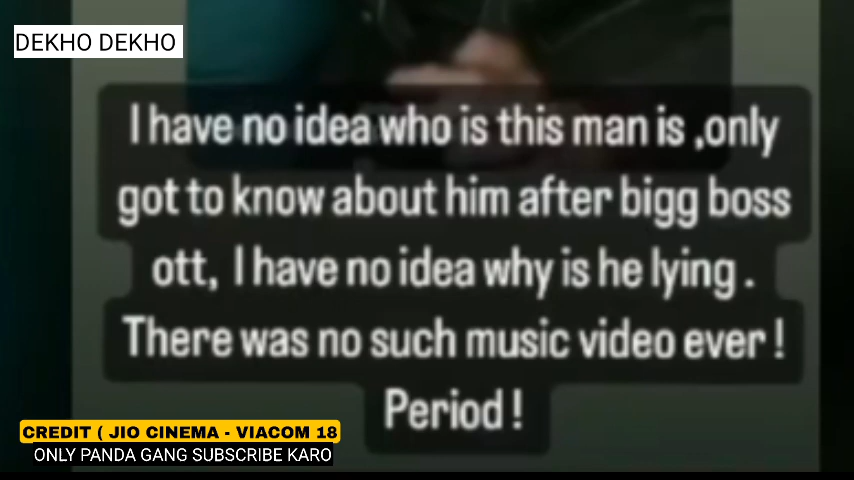 DEKHO DEKHO
I have no idea who is this man is ,only
got to know about him after bigg boss
ott, I have no idea why is he lying .
There was no such music video ever !
Period !
CREDIT ( JIO CINEMA - VIACOM 18
ONLY PANDA GANG SUBSCRIBE KARO